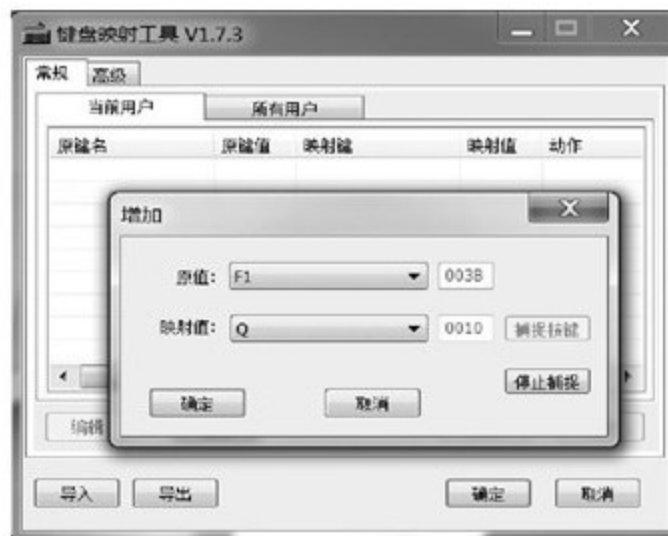 键盘映射工具 V1.7.3
常规 高级
当前用户 所有用户
原键名 原键值 映射键 映射值 动作
增加
原值: F1 003B
映射值: Q 0010 捕捉按键
停止捕捉
确定 取消
编辑
导入 导出 确定 取消